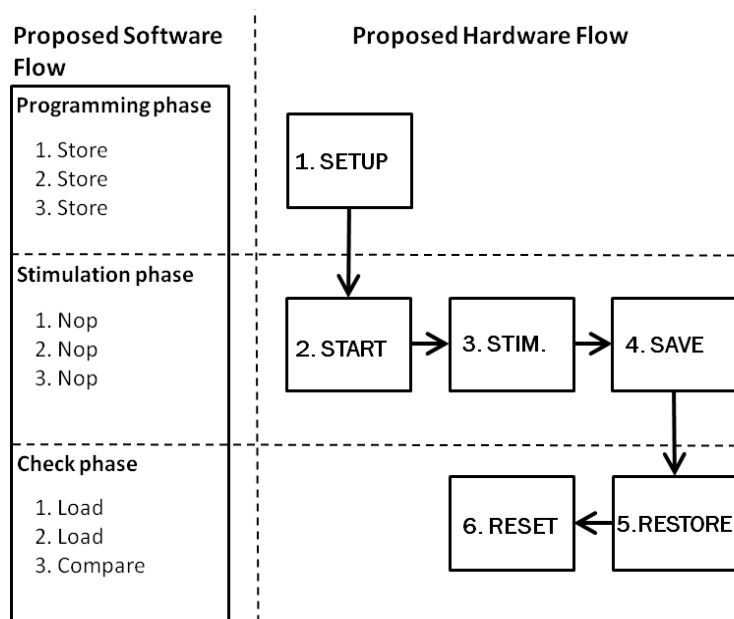 Proposed Software
Flow
Proposed Hardware Flow
Programming phase
1. Store
2. Store
3. Store
1. SETUP
Stimulation phase
1. Nop
2. Nop
3. Nop
2. START
3. STIM.
4. SAVE
Check phase
1. Load
2. Load
3. Compare
6. RESET
5.RESTORE